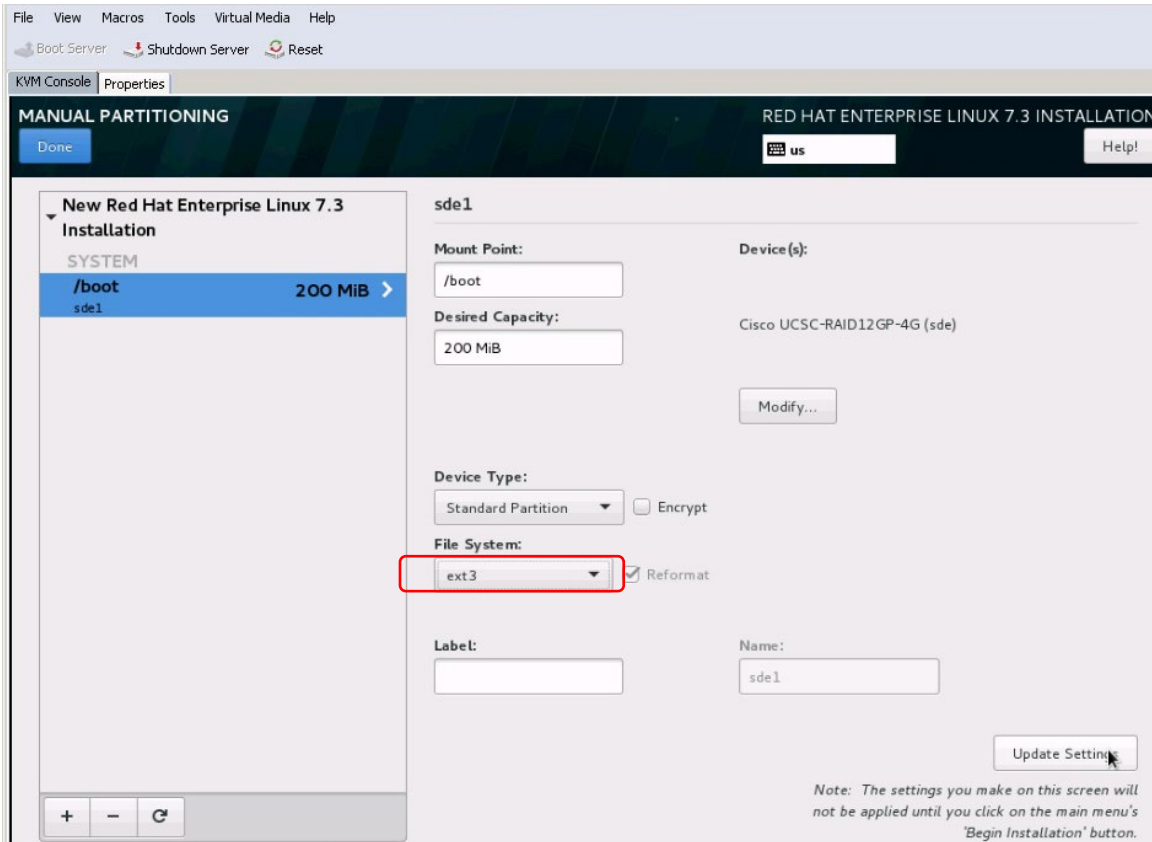 File View Macros Tools Virtual Media Help
Boot Server Shutdown Server Reset
KVM Console Properties
MANUAL PARTITIONING
RED HAT ENTERPRISE LINUX 7.3 INSTALLATION
Done
us
Help!
New Red Hat Enterprise Linux 7.3
Installation
SYSTEM
/boot
200 MiB
sde1
sde1
Mount Point:
/boot
Desired Capacity:
200 MiB
Device(s):
Cisco UCSC-RAID12GP-4G (sde)
Modify...
Device Type:
Standard Partition
Encrypt
File System:
ext3
Reformat
Label:
Name:
sde1
Update Settings
Note: The settings you make on this screen will
not be applied until you click on the main menu's
'Begin Installation' button.
+ –